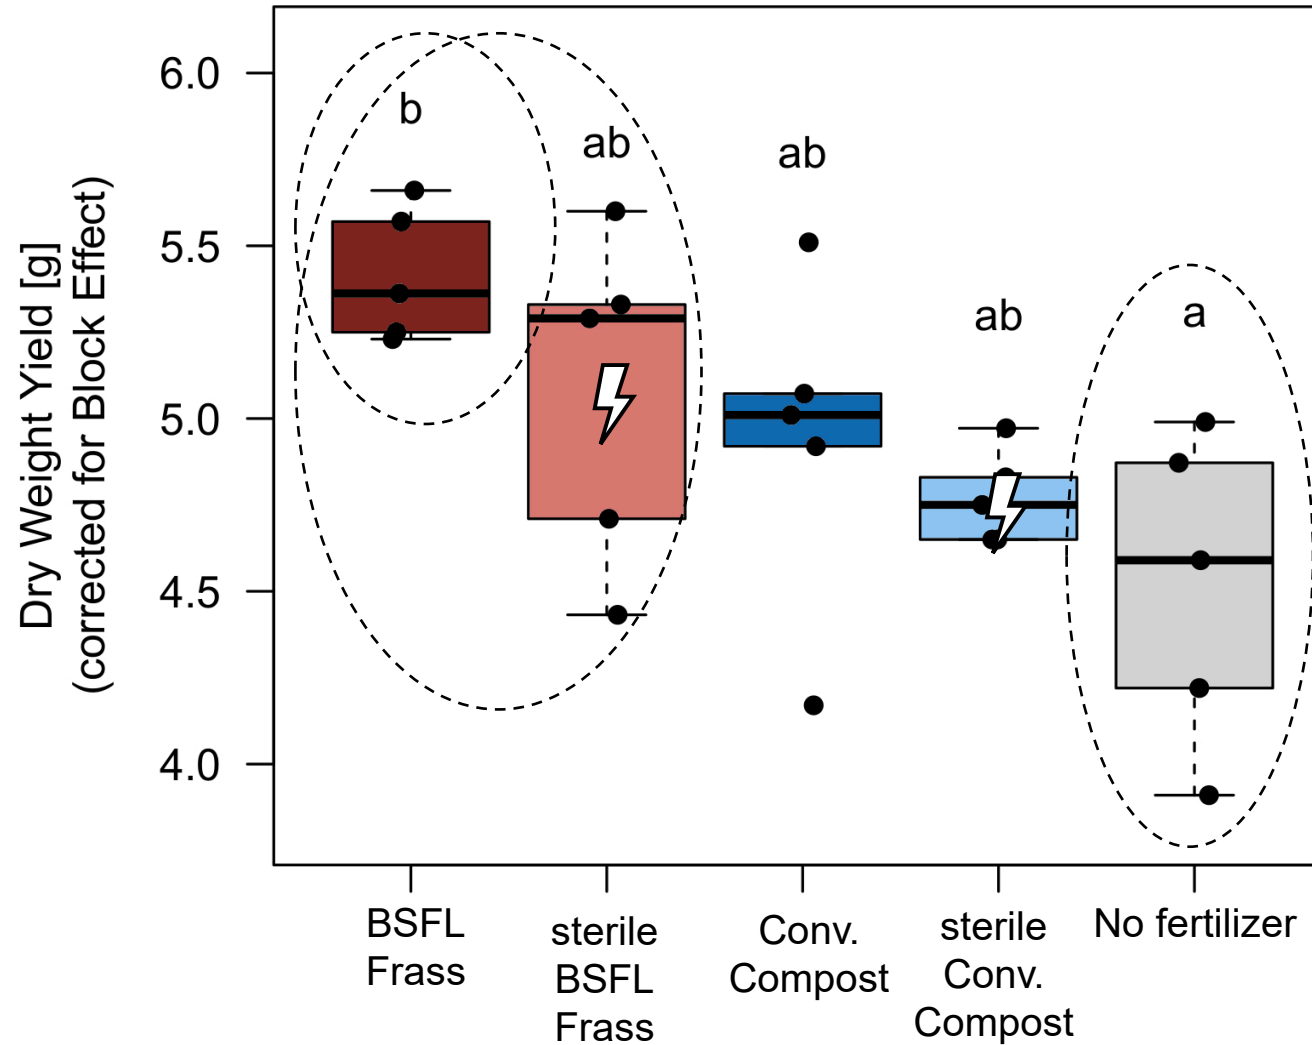 Dry Weight Yield [g]
(corrected for Block Effect)
6.0
5.5
5.0
4.5
4.0
b
ab
ab
ab
a
BSFL
Frass
sterile
BSFL
Frass
Conv.
Compost
sterile
Conv.
Compost
No fertilizer